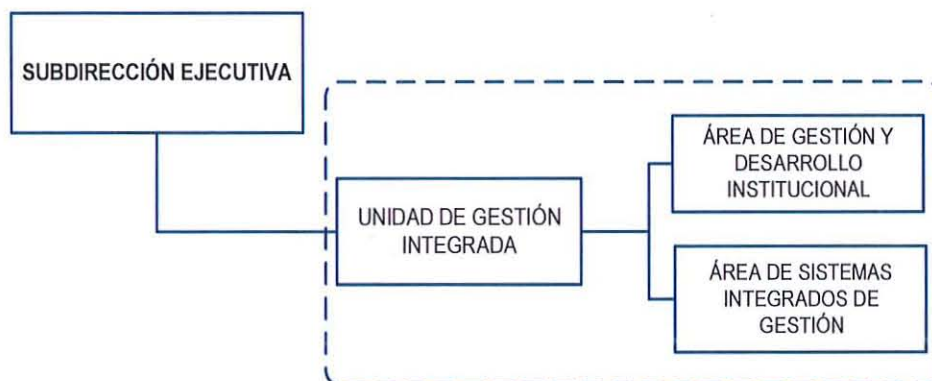 SUBDIRECCIÓN EJECUTIVA
UNIDAD DE GESTIÓN
INTEGRADA
ÁREA DE GESTIÓN Y
DESARROLLO
INSTITUCIONAL
ÁREA DE SISTEMAS
INTEGRADOS DE
GESTIÓN